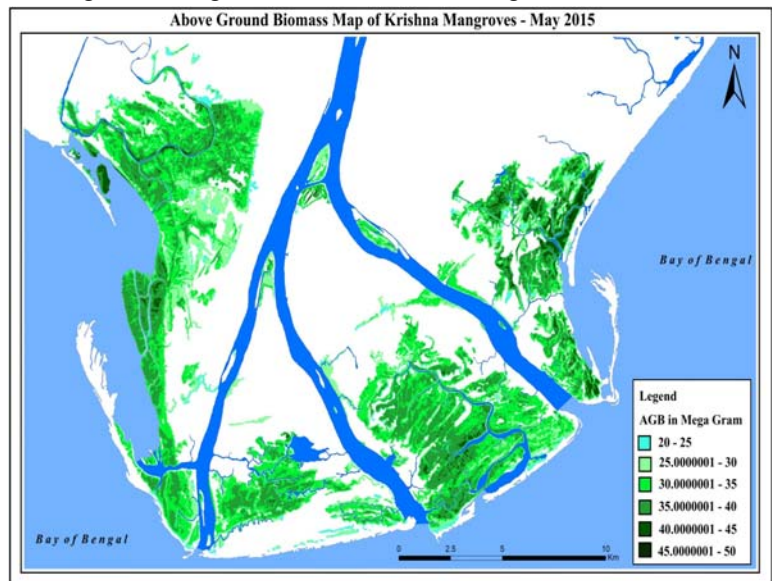 Above Ground Biomass Map of Krishna Mangroves - May 2015
N
Bay of Bengal
Bay of Bengal
Legend
AGB in Mega Gram
20 - 25
25.0000001 - 30
30.0000001 - 35
35.0000001 - 40
40.0000001 - 45
45.0000001 - 50
0 2.5 5 10
Km